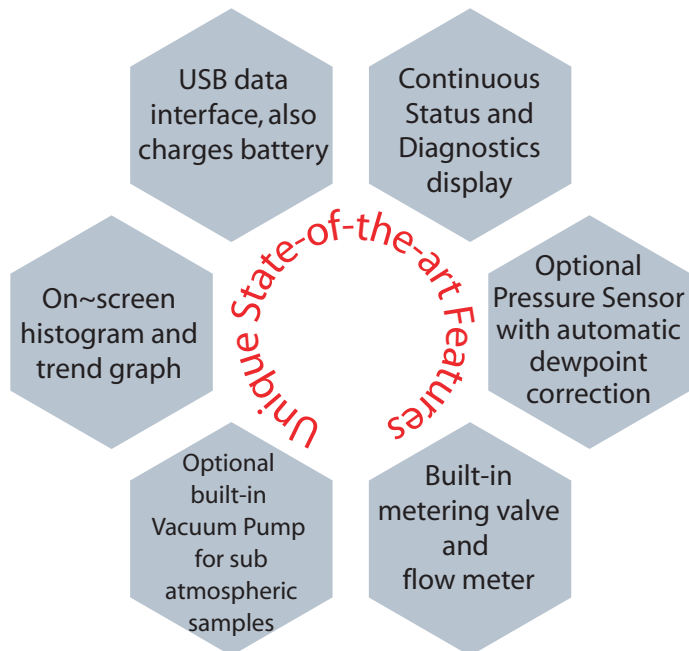 USB data
interface, also
charges battery
Continuous
Status and
Diagnostics
display
Unique State-of-the-art Features
On~screen
histogram and
trend graph
Optional
Pressure Sensor
with automatic
dewpoint
correction
Optional
built-in
Vacuum Pump
for sub
atmospheric
samples
Built-in
metering valve
and
flow meter